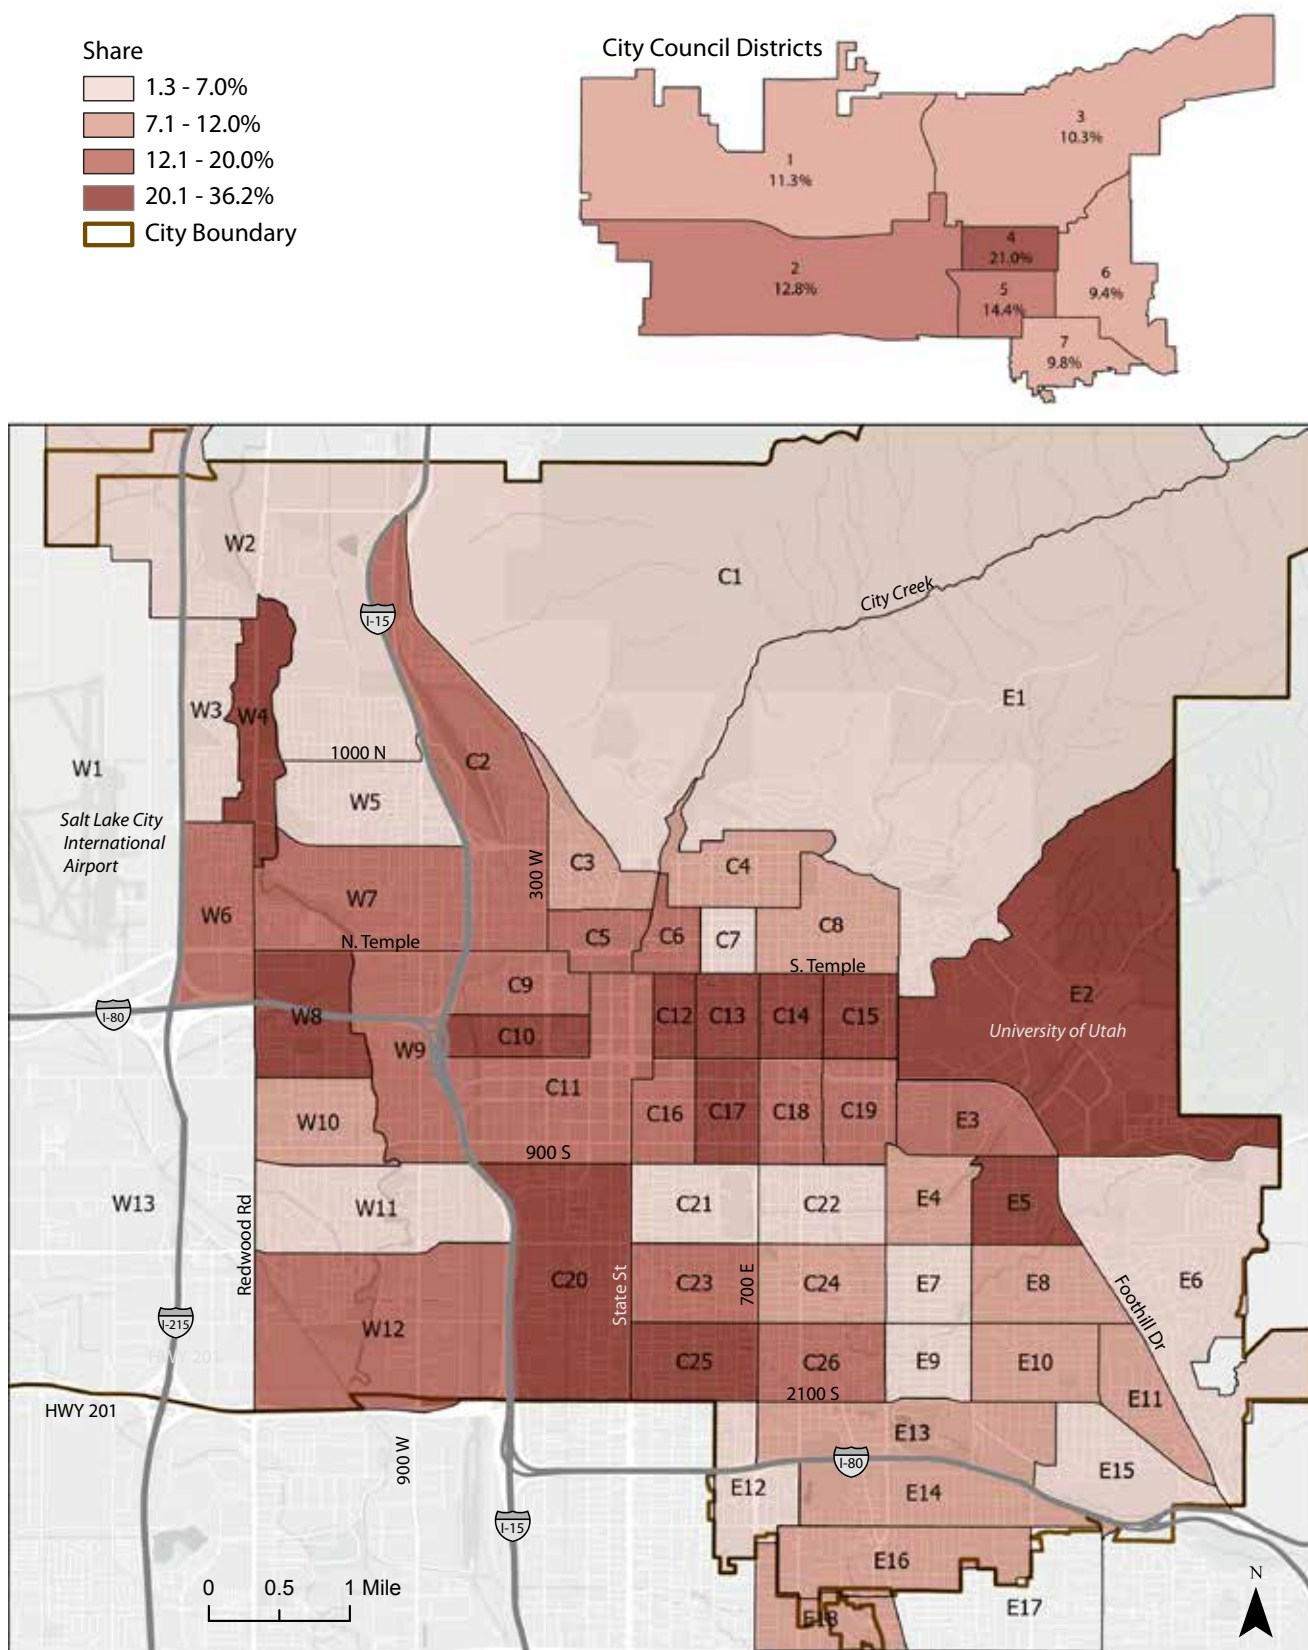 Share
1.3 - 7.0%
7.1 - 12.0%
12.1 - 20.0%
20.1 - 36.2%
City Boundary
City Council Districts
3
10.3%
1
11.3%
4
21.0%
2
12.8%
6
9.4%
5
14.4%
7
9.8%
W2
C1
City Creek
I-15
E1
W3
W4
1000 N
C2
W1
W5
Salt Lake City
International
Airport
300 W
C3
C4
W7
W6
C8
N. Temple
C5
C6
C7
S. Temple
C9
E2
I-80
W8
C10
C12
C13
C14
C15
University of Utah
W9
C11
W10
C16
C17
C18
C19
E3
900 S
W13
Redwood Rd
W11
C21
C22
E4
E5
C20
State St
C23
700 E
C24
E7
E8
Foothill Dr
E6
I-215
W12
HWY 201
C25
C26
E9
E10
2100 S
E11
HWY 201
900 W
E13
I-80
E12
E14
E15
I-15
E16
0 0.5 1 Mile
E18
E17
N